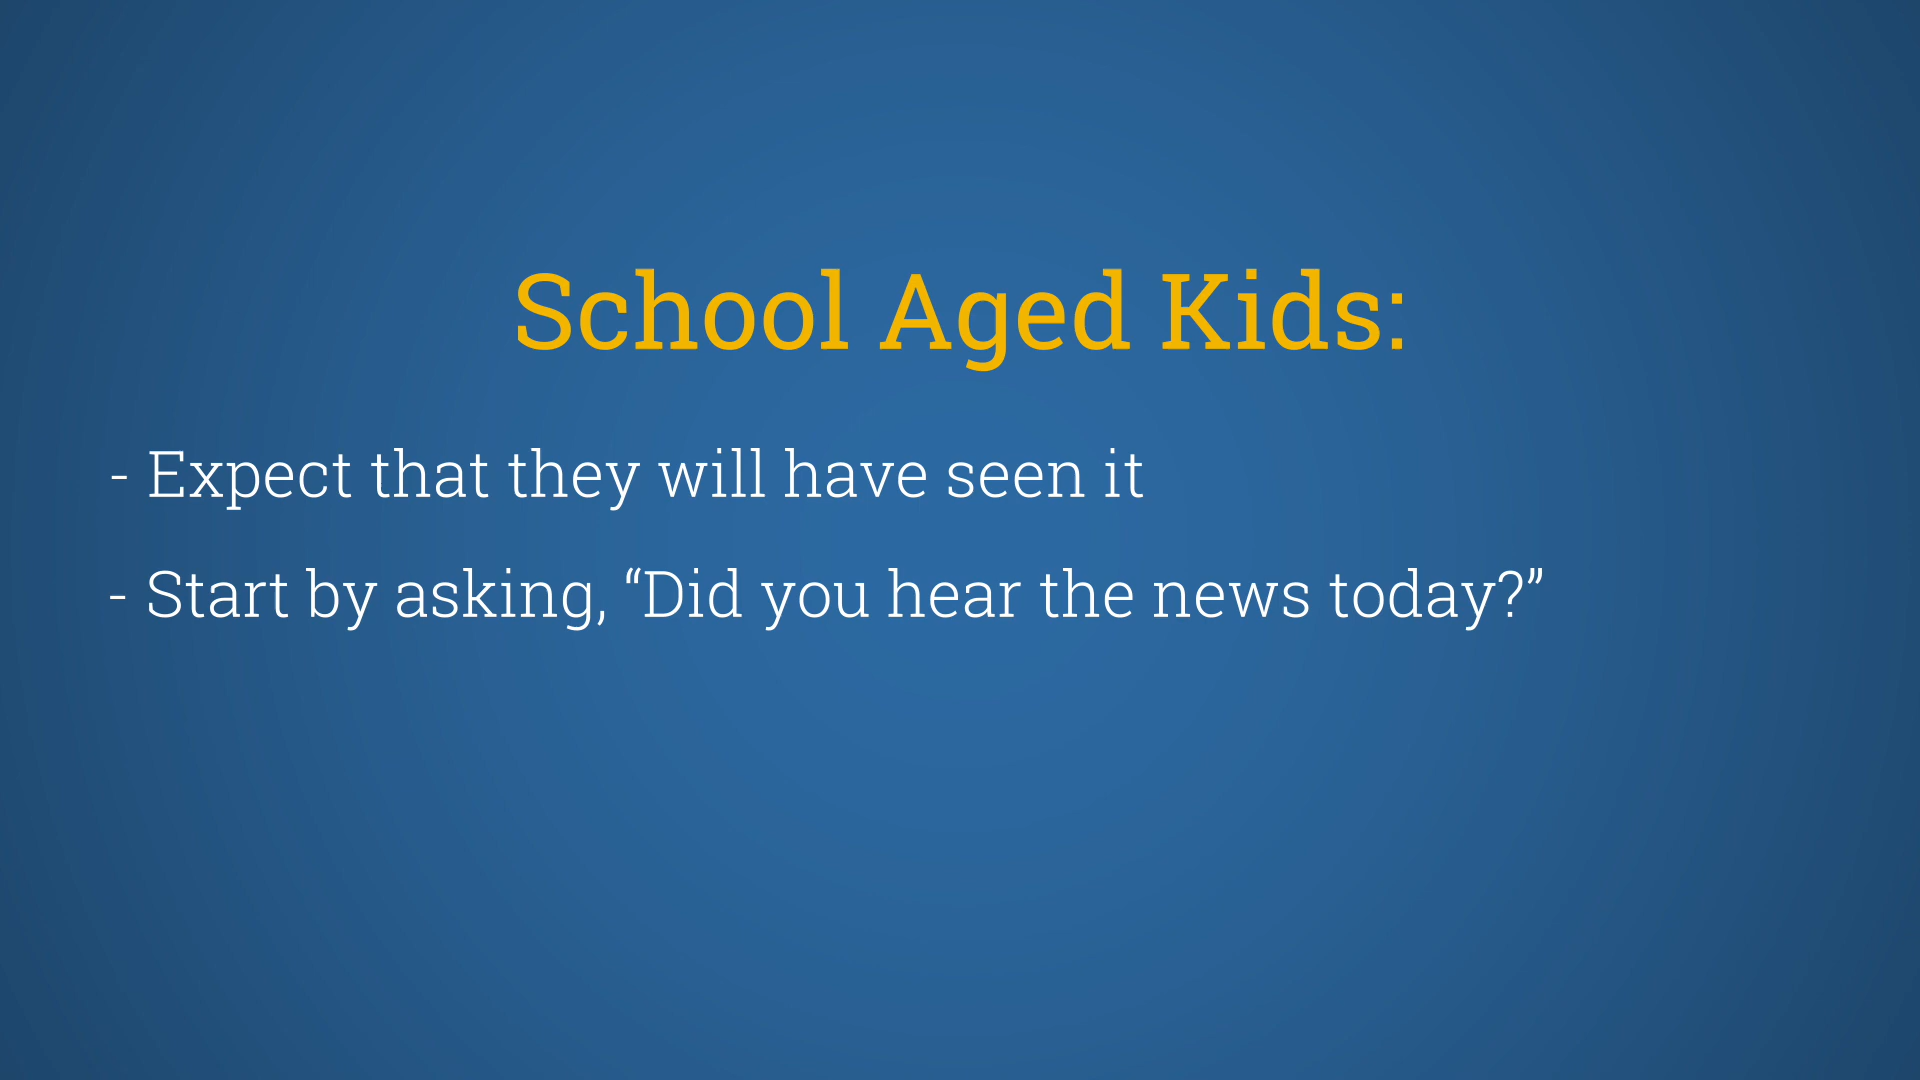 School Aged Kids:
- Expect that they will have seen it
- Start by asking, “Did you hear the news today?”